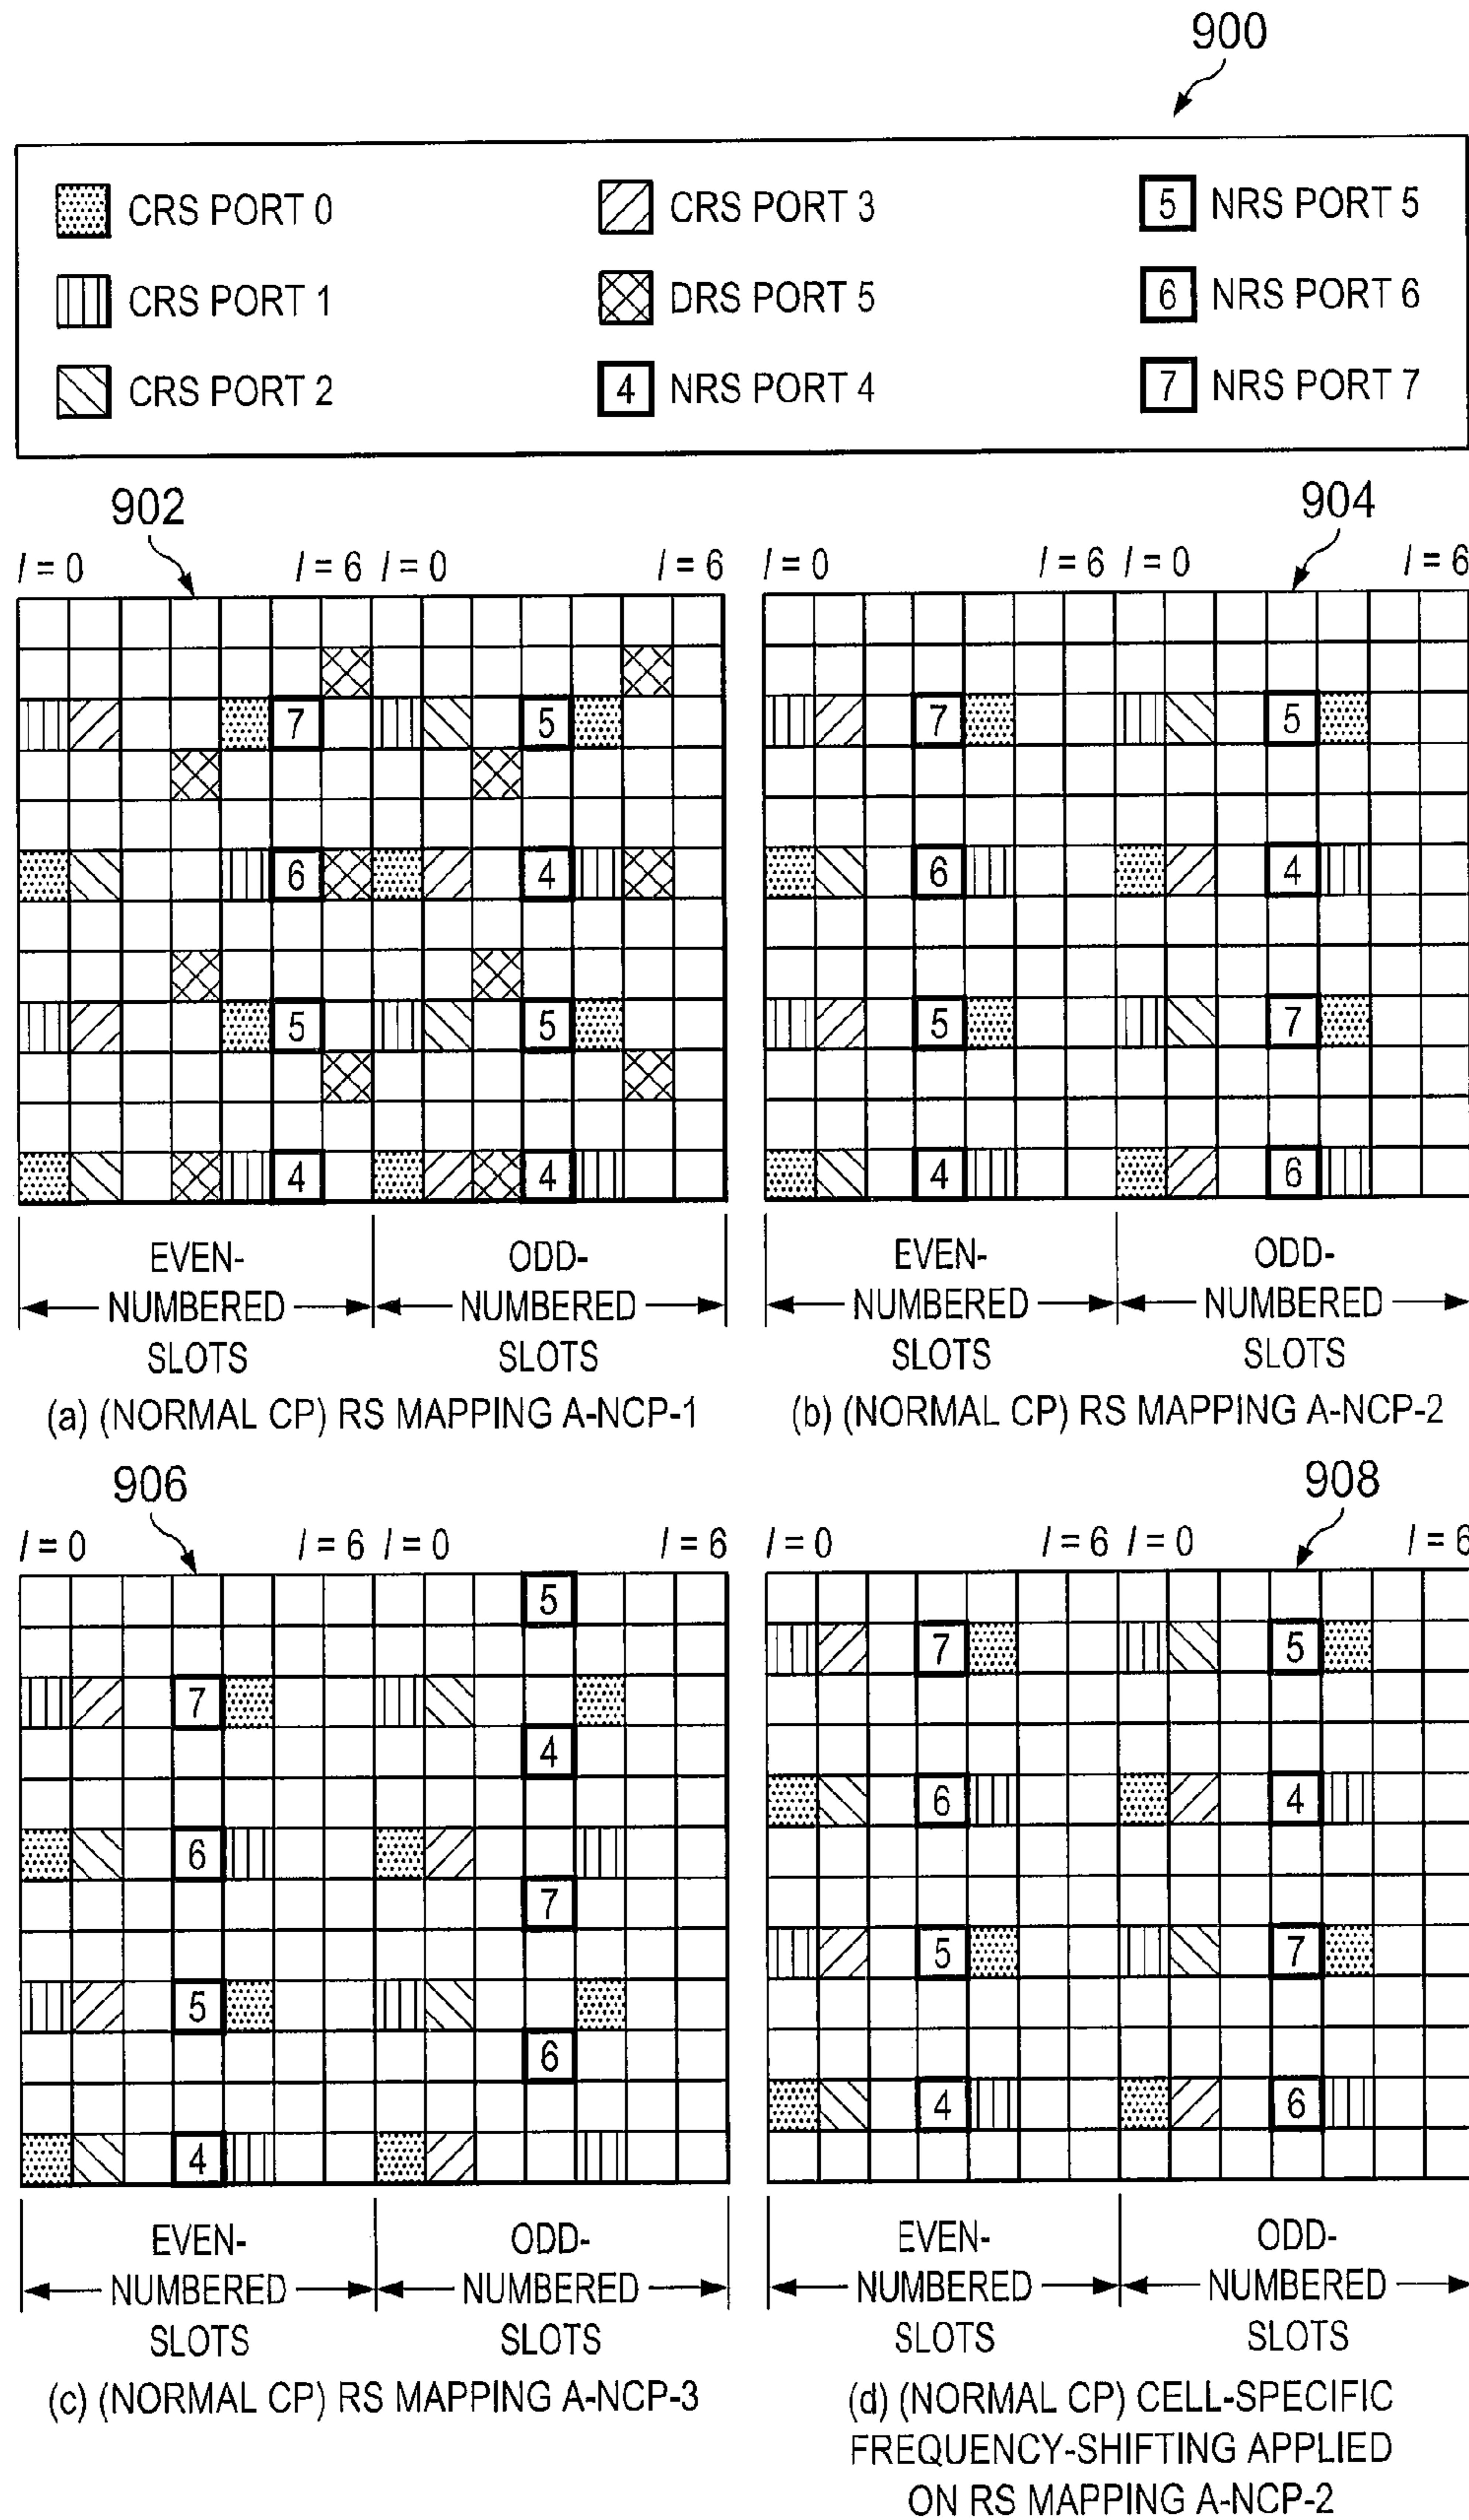 900
CRS PORT 0
CRS PORT 3
5 NRS PORT 5
CRS PORT 1
DRS PORT 5
6 NRS PORT 6
CRS PORT 2
4 NRS PORT 4
7 NRS PORT 7
902
904
l = 0 l = 6 l = 0 l = 6
l = 0 l = 6 l = 0 l = 6
7 5
6 4
5 5
4 4
7 5
6 4
5 7
4 6
EVEN-
NUMBERED
SLOTS
ODD-
NUMBERED
SLOTS
EVEN-
NUMBERED
SLOTS
ODD-
NUMBERED
SLOTS
(a) (NORMAL CP) RS MAPPING A-NCP-1
(b) (NORMAL CP) RS MAPPING A-NCP-2
906
908
l = 0 l = 6 l = 0 l = 6
l = 0 l = 6 l = 0 l = 6
5
7
4
6
7
5
6
4
7 5
6 4
5 7
4 6
EVEN-
NUMBERED
SLOTS
ODD-
NUMBERED
SLOTS
EVEN-
NUMBERED
SLOTS
ODD-
NUMBERED
SLOTS
(c) (NORMAL CP) RS MAPPING A-NCP-3
(d) (NORMAL CP) CELL-SPECIFIC
FREQUENCY-SHIFTING APPLIED
ON RS MAPPING A-NCP-2